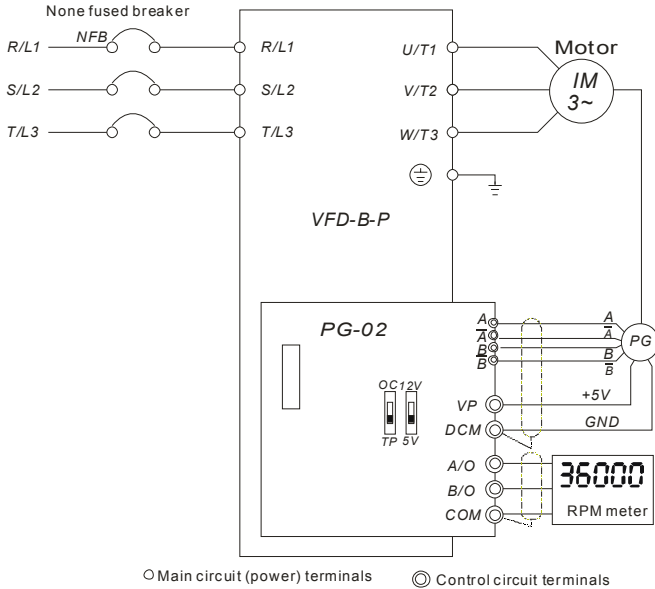 None fused breaker
R/L1 NFB R/L1 U/T1 Motor
S/L2 S/L2 V/T2 IM
3~
T/L3 T/L3 W/T3
VFD-B-P
PG-02
A A
A̅ A̅
B B
B̅ B̅
PG
OC 12V
TP 5V
VP +5V
DCM GND
A/O
B/O
COM
36000
RPM meter
Main circuit (power) terminals
Control circuit terminals